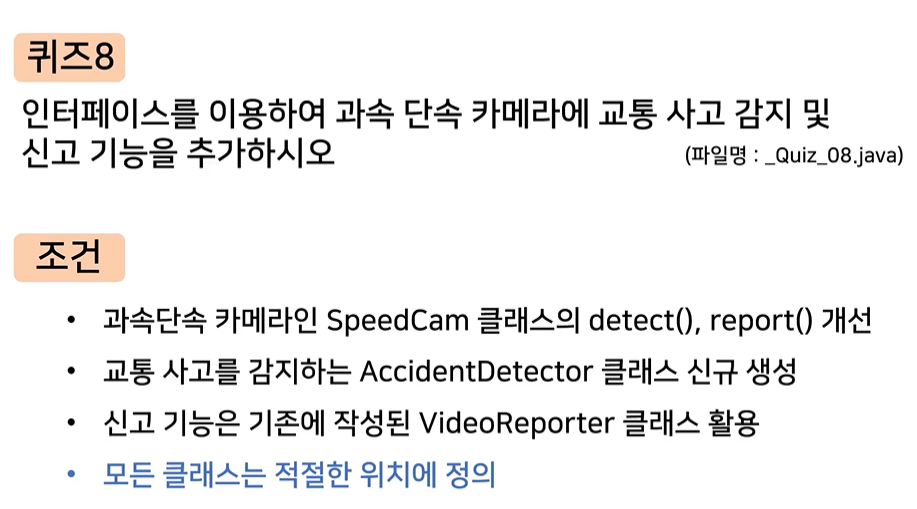 퀴즈8
인터페이스를 이용하여 과속 단속 카메라에 교통 사고 감지 및
신고 기능을 추가하시오
(파일명 : _Quiz_08.java)
조건
• 과속단속 카메라인 SpeedCam 클래스의 detect(), report() 개선
• 교통 사고를 감지하는 AccidentDetector 클래스 신규 생성
• 신고 기능은 기존에 작성된 VideoReporter 클래스 활용
• 모든 클래스는 적절한 위치에 정의